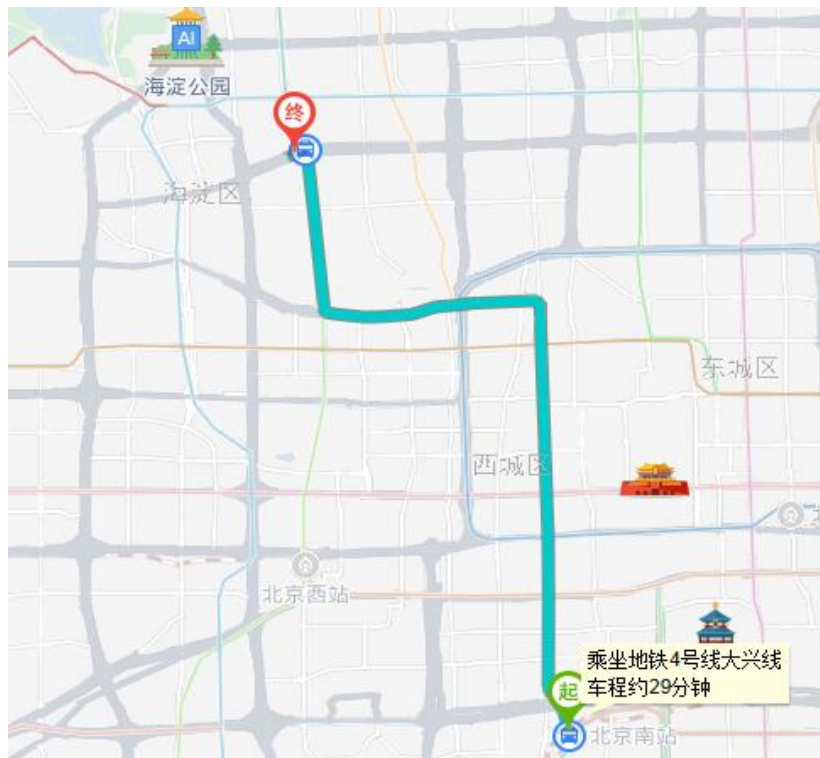 AI
海淀公园
终
海淀区
东城区
西城区
北京西站
乘坐地铁4号线大兴线
车程约29分钟
起
北京南站